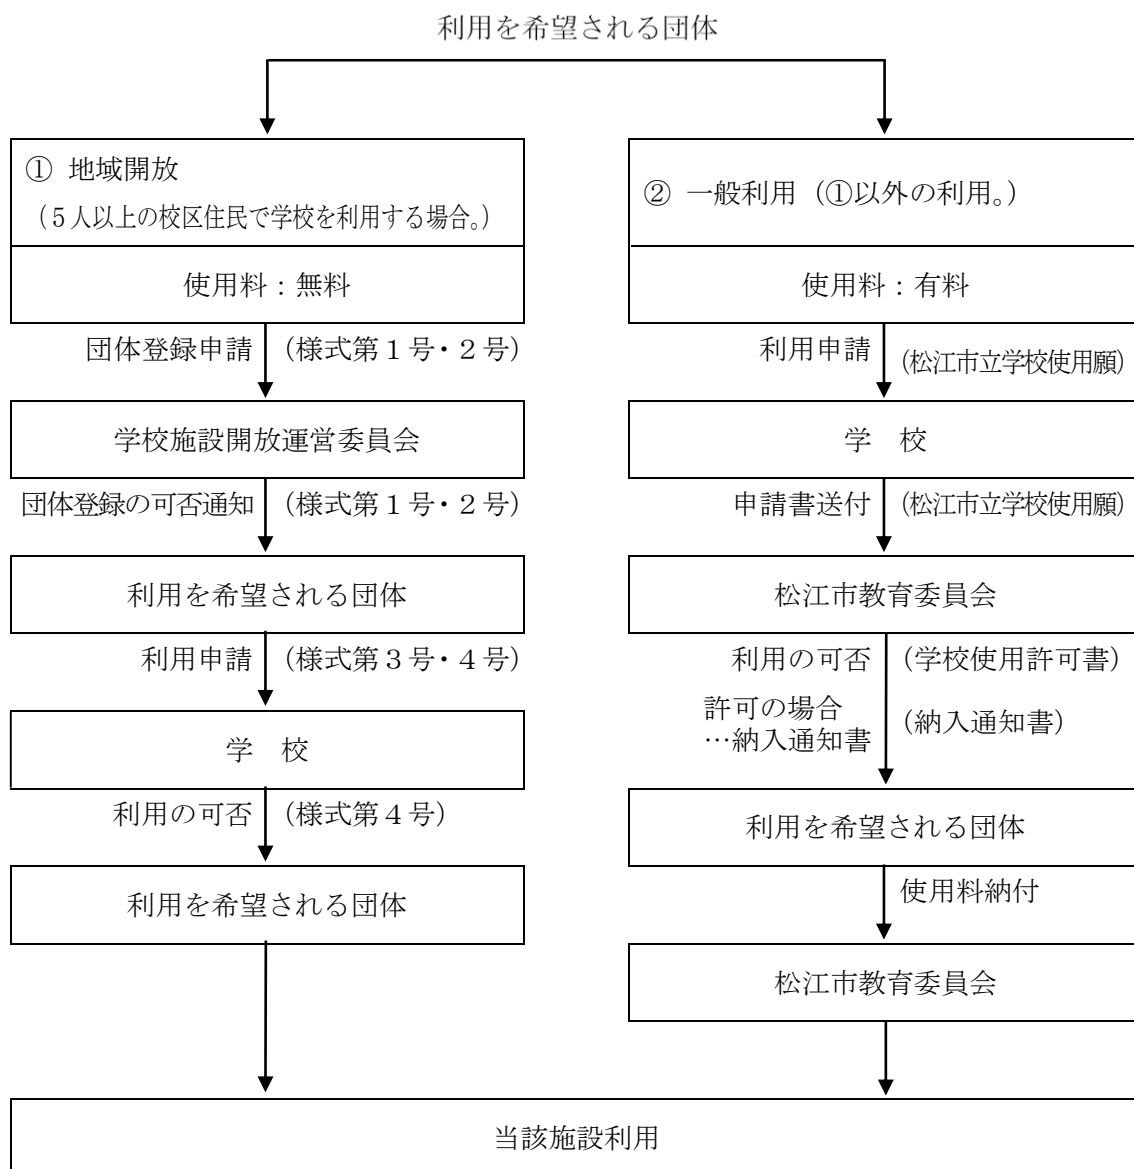 利用を希望される団体
① 地域開放
（５人以上の校区住民で学校を利用する場合。）
使用料：無料
団体登録申請 （様式第１号・２号）
学校施設開放運営委員会
団体登録の可否通知 （様式第１号・２号）
利用を希望される団体
利用申請 （様式第３号・４号）
学 校
利用の可否 （様式第４号）
利用を希望される団体
② 一般利用（①以外の利用。）
使用料：有料
利用申請 （松江市立学校使用願）
学 校
申請書送付 （松江市立学校使用願）
松江市教育委員会
利用の可否 （学校使用許可書）
許可の場合
…納入通知書 （納入通知書）
利用を希望される団体
使用料納付
松江市教育委員会
当該施設利用